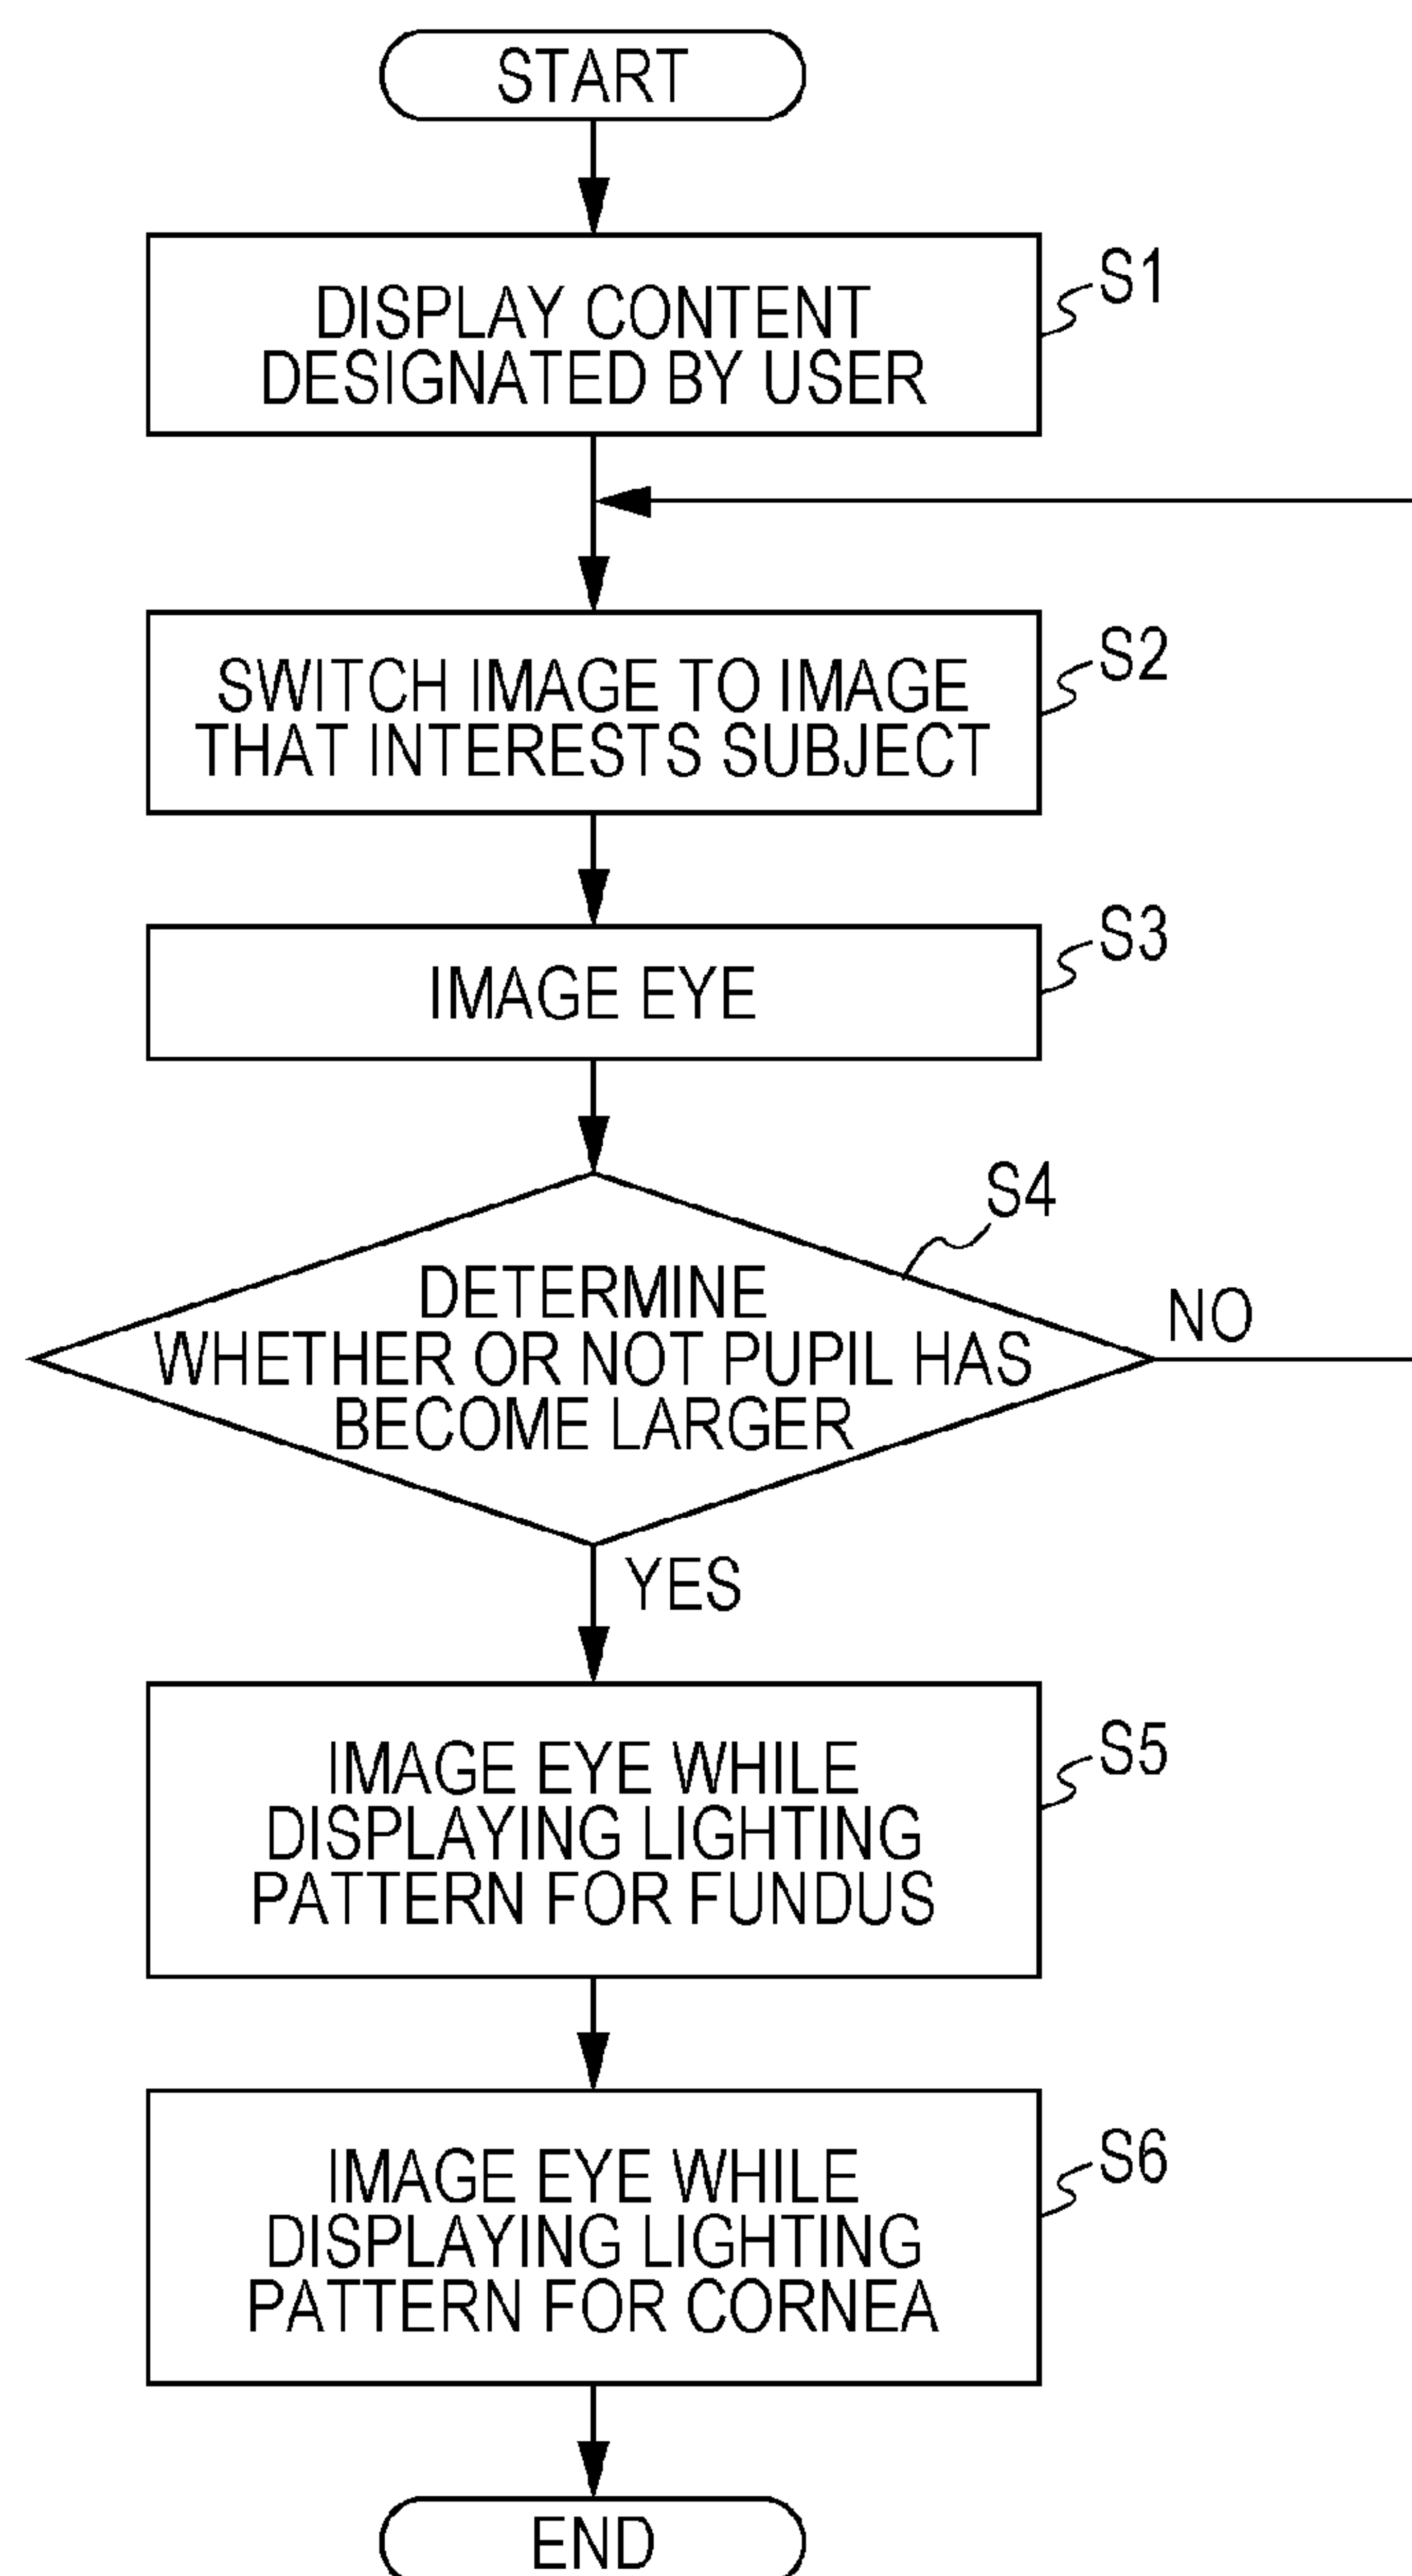 START
S1
DISPLAY CONTENT
DESIGNATED BY USER
S2
SWITCH IMAGE TO IMAGE
THAT INTERESTS SUBJECT
S3
IMAGE EYE
S4
DETERMINE
WHETHER OR NOT PUPIL HAS
BECOME LARGER
NO
YES
S5
IMAGE EYE WHILE
DISPLAYING LIGHTING
PATTERN FOR FUNDUS
S6
IMAGE EYE WHILE
DISPLAYING LIGHTING
PATTERN FOR CORNEA
END